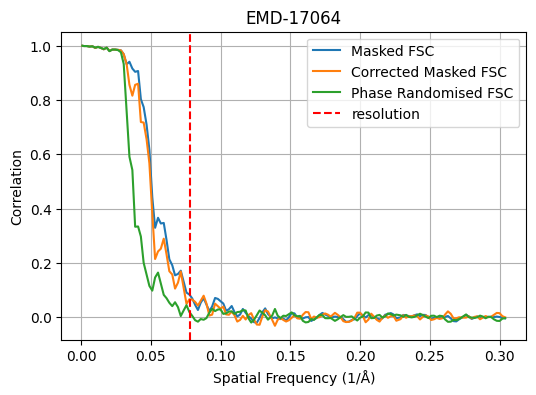 EMD-17064
Masked FSC
Corrected Masked FSC
Phase Randomised FSC
resolution
Correlation
1.0
0.8
0.6
0.4
0.2
0.0
0.00 0.05 0.10 0.15 0.20 0.25 0.30
Spatial Frequency (1/Å)